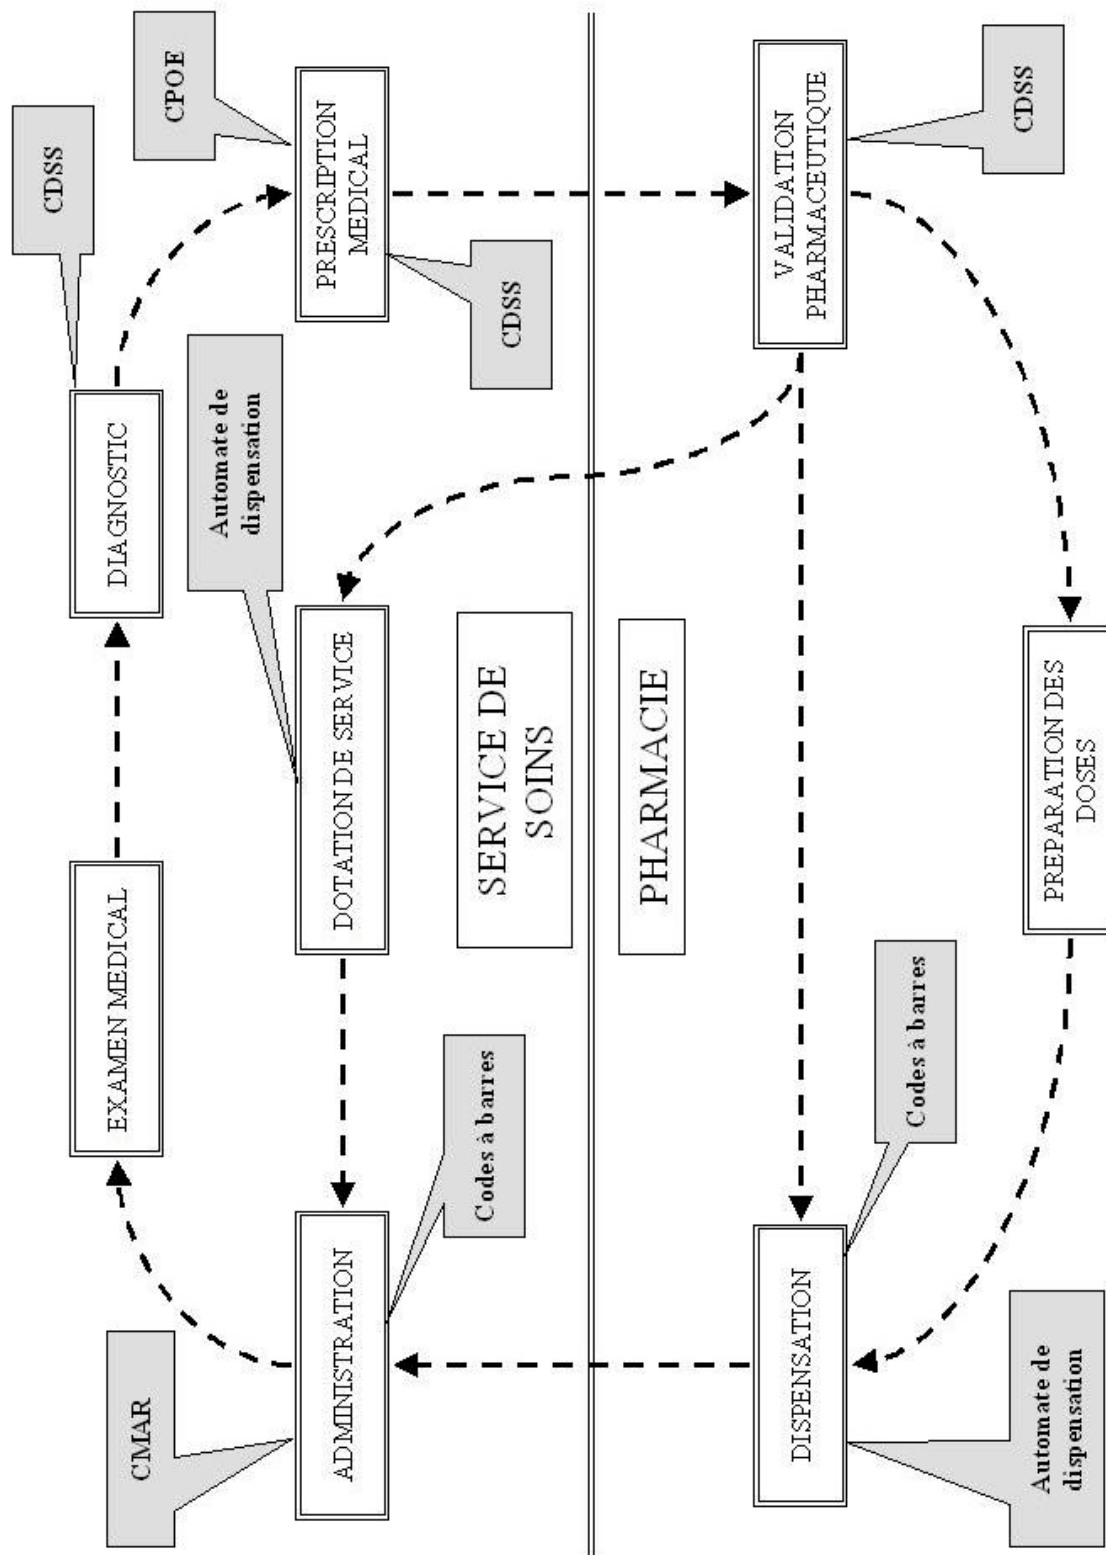 CDSS
CMAR
EXAMEN MEDICAL
DIAGNOSTIC
CPOE
Automate de
dispensation
ADMINISTRATION
DOTATION DE SERVICE
PRESCRIPTION
MEDICAL
Codes à barres
SERVICE DE
SOINS
CDSS
PHARMACIE
DISPENSATION
VALIDATION
PHARMACEUTIQUE
Codes à barres
CDSS
Automate de
dispensation
PREPARATION DES
DOSES